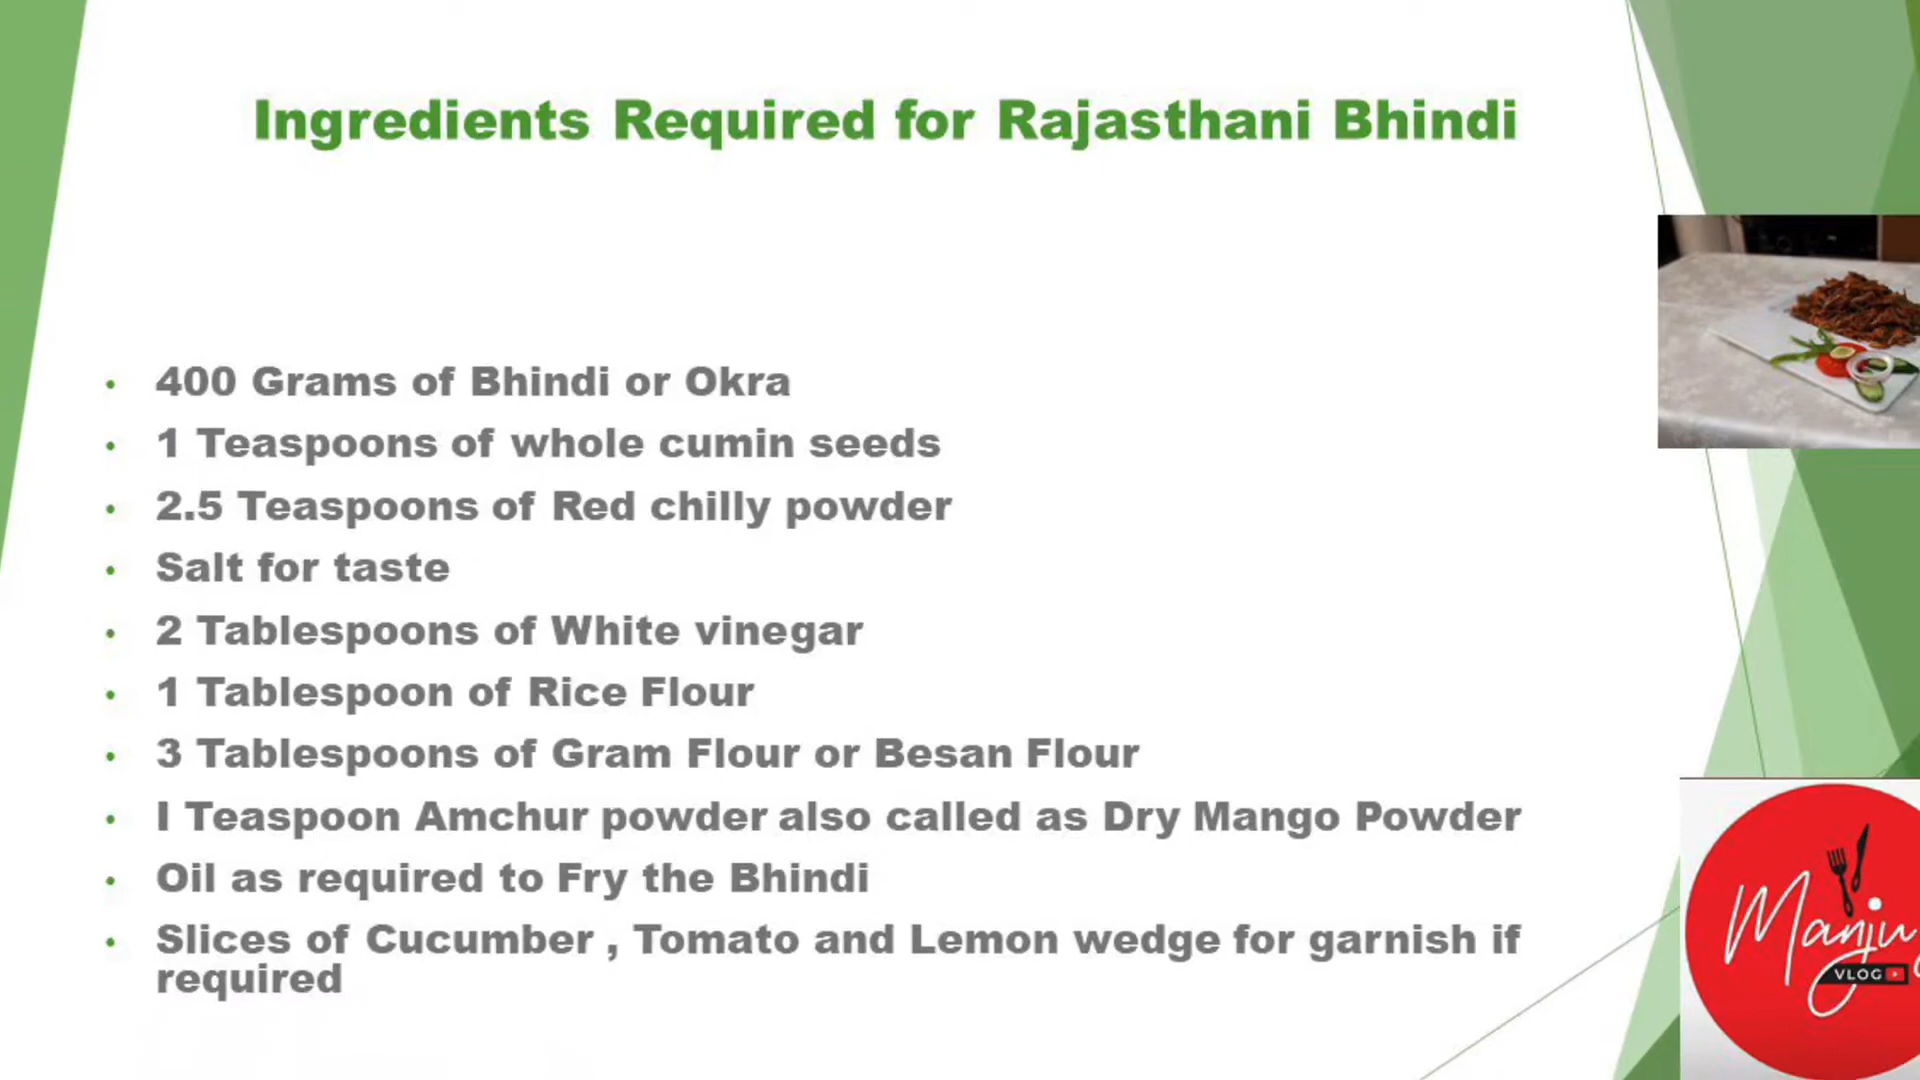 Ingredients Required for Rajasthani Bhindi
400 Grams of Bhindi or Okra
1 Teaspoons of whole cumin seeds
2.5 Teaspoons of Red chilly powder
Salt for taste
2 Tablespoons of White vinegar
1 Tablespoon of Rice Flour
3 Tablespoons of Gram Flour or Besan Flour
I Teaspoon Amchur powder also called as Dry Mango Powder
Oil as required to Fry the Bhindi
Slices of Cucumber , Tomato and Lemon wedge for garnish if
required
Manju
VLOG